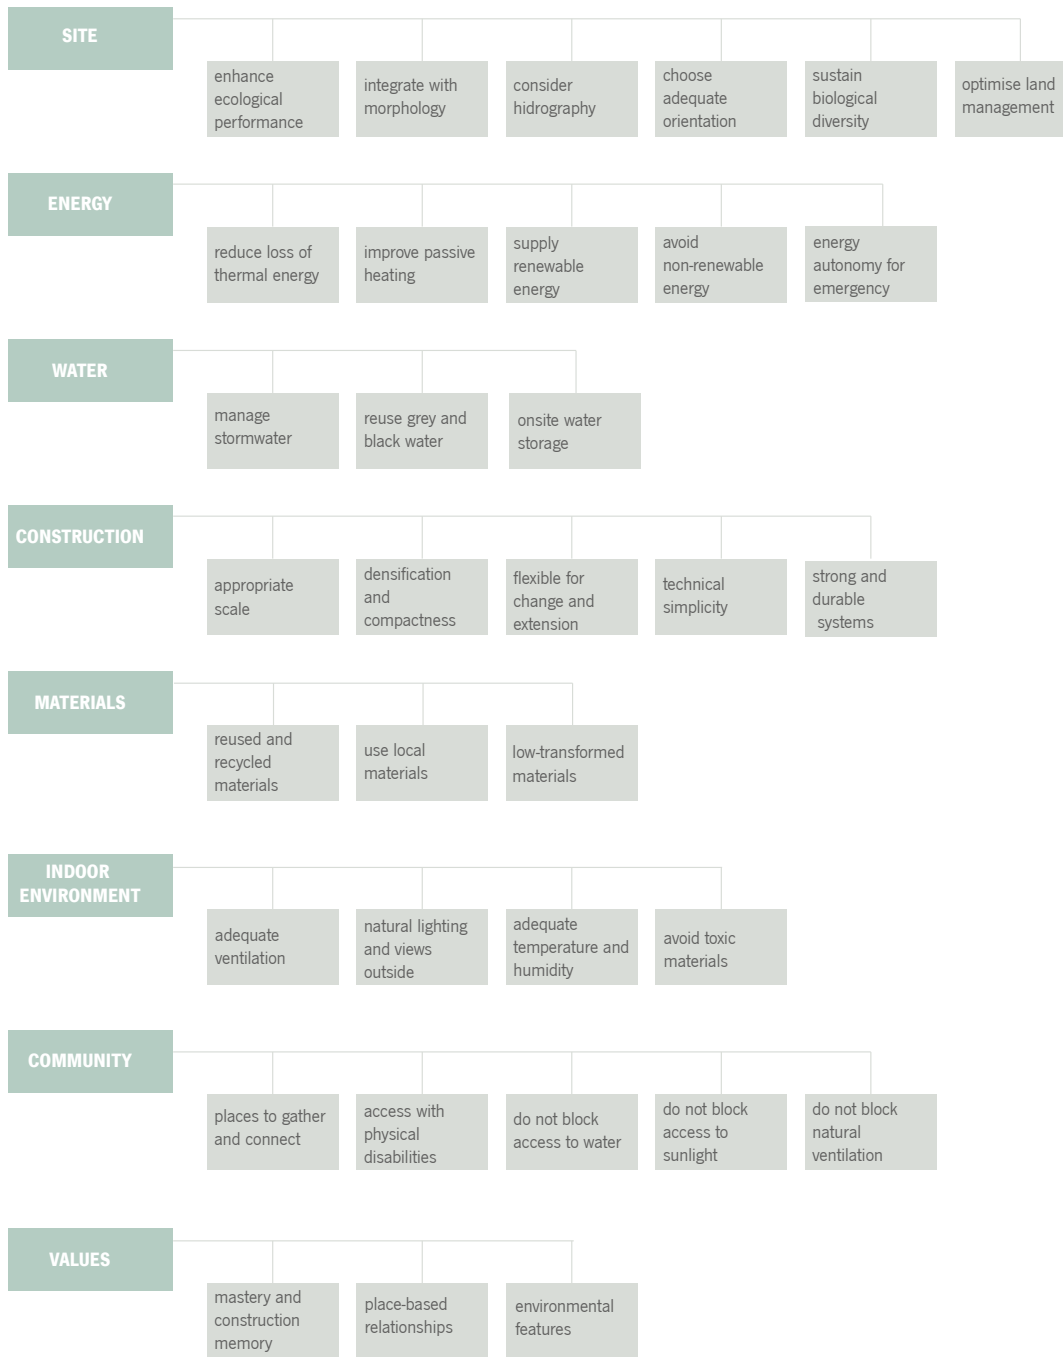 SITE
enhance
ecological
performance
integrate with
morphology
consider
hidrography
choose
adequate
orientation
sustain
biological
diversity
optimise land
management
ENERGY
reduce loss of
thermal energy
improve passive
heating
supply
renewable
energy
avoid
non-renewable
energy
energy
autonomy for
emergency
WATER
manage
stormwater
reuse grey and
black water
onsite water
storage
CONSTRUCTION
appropriate
scale
densification
and
compactness
flexible for
change and
extension
technical
simplicity
strong and
durable
systems
MATERIALS
reused and
recycled
materials
use local
materials
low-transformed
materials
INDOOR
ENVIRONMENT
adequate
ventilation
natural lighting
and views
outside
adequate
temperature and
humidity
avoid toxic
materials
COMMUNITY
places to gather
and connect
access with
physical
disabilities
do not block
access to water
do not block
access to
sunlight
do not block
natural
ventilation
VALUES
mastery and
construction
memory
place-based
relationships
environmental
features